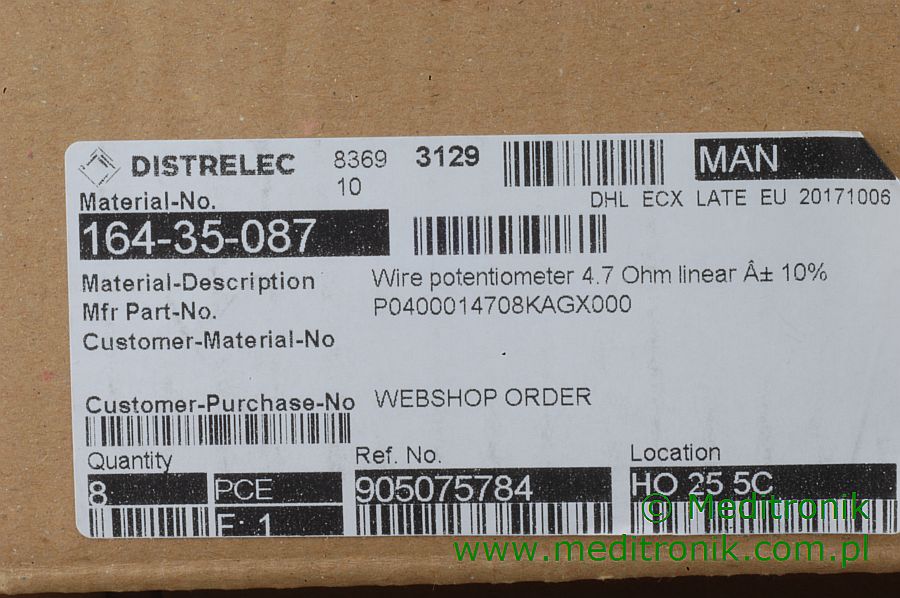 DISTRELEC 8369 3129 MAN
10
Material-No. DHL ECX LATE EU 20171006
164-35-087
Material-Description Wire potentiometer 4.7 Ohm linear Â± 10%
Mfr Part-No. P0400014708KAGX000
Customer-Material-No
Customer-Purchase-No WEBSHOP ORDER
Quantity Ref. No. Location
8 PCE 905075784 HO 25 5C
F: 1
© Meditronik
www.meditronik.com.pl